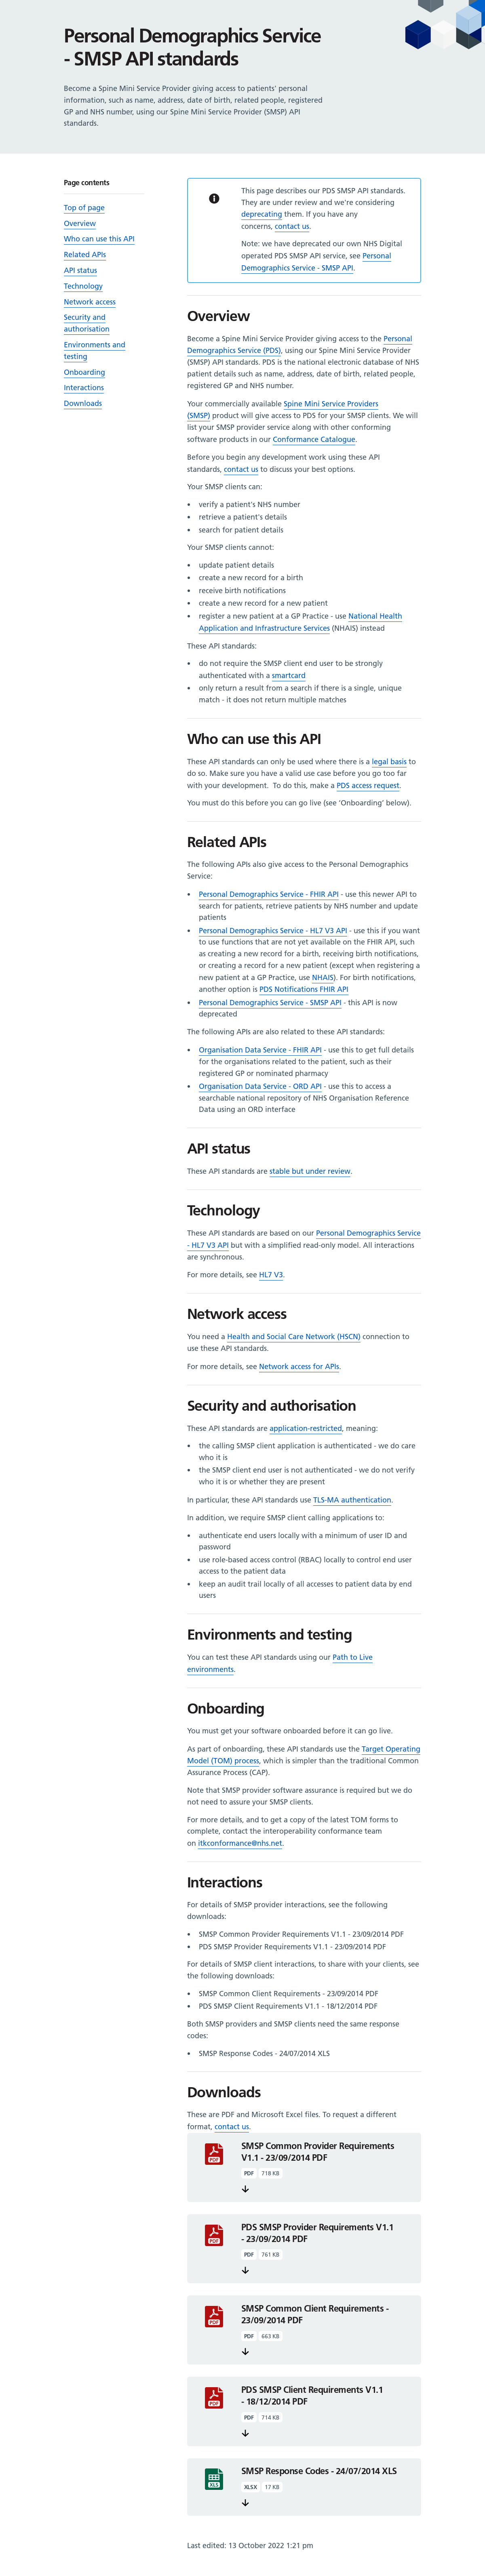 Personal Demographics Service
- SMSP API standards
Become a Spine Mini Service Provider giving access to patients' personal
information, such as name, address, date of birth, related people, registered
GP and NHS number, using our Spine Mini Service Provider (SMSP) API
standards.
Page contents
Top of page
Overview
Who can use this API
Related APIs
API status
Technology
Network access
Security and
authorisation
Environments and
testing
Onboarding
Interactions
Downloads
This page describes our PDS SMSP API standards.
They are under review and we're considering
deprecating them. If you have any
concerns, contact us.
Note: we have deprecated our own NHS Digital
operated PDS SMSP API service, see Personal
Demographics Service - SMSP API.
Overview
Become a Spine Mini Service Provider giving access to the Personal
Demographics Service (PDS), using our Spine Mini Service Provider
(SMSP) API standards. PDS is the national electronic database of NHS
patient details such as name, address, date of birth, related people,
registered GP and NHS number.
Your commercially available Spine Mini Service Providers
(SMSP) product will give access to PDS for your SMSP clients. We will
list your SMSP provider service along with other conforming
software products in our Conformance Catalogue.
Before you begin any development work using these API
standards, contact us to discuss your best options.
Your SMSP clients can:
• verify a patient's NHS number
• retrieve a patient's details
• search for patient details
Your SMSP clients cannot:
• update patient details
• create a new record for a birth
• receive birth notifications
• create a new record for a new patient
• register a new patient at a GP Practice - use National Health
Application and Infrastructure Services (NHAIS) instead
These API standards:
• do not require the SMSP client end user to be strongly
authenticated with a smartcard
• only return a result from a search if there is a single, unique
match - it does not return multiple matches
Who can use this API
These API standards can only be used where there is a legal basis to
do so. Make sure you have a valid use case before you go too far
with your development.  To do this, make a PDS access request.
You must do this before you can go live (see 'Onboarding' below).
Related APIs
The following APIs also give access to the Personal Demographics
Service:
• Personal Demographics Service - FHIR API - use this newer API to
search for patients, retrieve patients by NHS number and update
patients
• Personal Demographics Service - HL7 V3 API - use this if you want
to use functions that are not yet available on the FHIR API, such
as creating a new record for a birth, receiving birth notifications,
or creating a record for a new patient (except when registering a
new patient at a GP Practice, use NHAIS). For birth notifications,
another option is PDS Notifications FHIR API
• Personal Demographics Service - SMSP API - this API is now
deprecated
The following APIs are also related to these API standards:
• Organisation Data Service - FHIR API - use this to get full details
for the organisations related to the patient, such as their
registered GP or nominated pharmacy
• Organisation Data Service - ORD API - use this to access a
searchable national repository of NHS Organisation Reference
Data using an ORD interface
API status
These API standards are stable but under review.
Technology
These API standards are based on our Personal Demographics Service
- HL7 V3 API but with a simplified read-only model. All interactions
are synchronous.
For more details, see HL7 V3.
Network access
You need a Health and Social Care Network (HSCN) connection to
use these API standards.
For more details, see Network access for APIs.
Security and authorisation
These API standards are application-restricted, meaning:
• the calling SMSP client application is authenticated - we do care
who it is
• the SMSP client end user is not authenticated - we do not verify
who it is or whether they are present
In particular, these API standards use TLS-MA authentication.
In addition, we require SMSP client calling applications to:
• authenticate end users locally with a minimum of user ID and
password
• use role-based access control (RBAC) locally to control end user
access to the patient data
• keep an audit trail locally of all accesses to patient data by end
users
Environments and testing
You can test these API standards using our Path to Live
environments.
Onboarding
You must get your software onboarded before it can go live.
As part of onboarding, these API standards use the Target Operating
Model (TOM) process, which is simpler than the traditional Common
Assurance Process (CAP).
Note that SMSP provider software assurance is required but we do
not need to assure your SMSP clients.
For more details, and to get a copy of the latest TOM forms to
complete, contact the interoperability conformance team
on itkconformance@nhs.net.
Interactions
For details of SMSP provider interactions, see the following
downloads:
• SMSP Common Provider Requirements V1.1 - 23/09/2014 PDF
• PDS SMSP Provider Requirements V1.1 - 23/09/2014 PDF
For details of SMSP client interactions, to share with your clients, see
the following downloads:
• SMSP Common Client Requirements - 23/09/2014 PDF
• PDS SMSP Client Requirements V1.1 - 18/12/2014 PDF
Both SMSP providers and SMSP clients need the same response
codes:
• SMSP Response Codes - 24/07/2014 XLS
Downloads
These are PDF and Microsoft Excel files. To request a different
format, contact us.
PDF
SMSP Common Provider Requirements
V1.1 - 23/09/2014 PDF
PDF 718 KB
PDF
PDS SMSP Provider Requirements V1.1
- 23/09/2014 PDF
PDF 761 KB
PDF
SMSP Common Client Requirements -
23/09/2014 PDF
PDF 663 KB
PDF
PDS SMSP Client Requirements V1.1
- 18/12/2014 PDF
PDF 714 KB
XLS
SMSP Response Codes - 24/07/2014 XLS
XLSX 17 KB
Last edited: 13 October 2022 1:21 pm